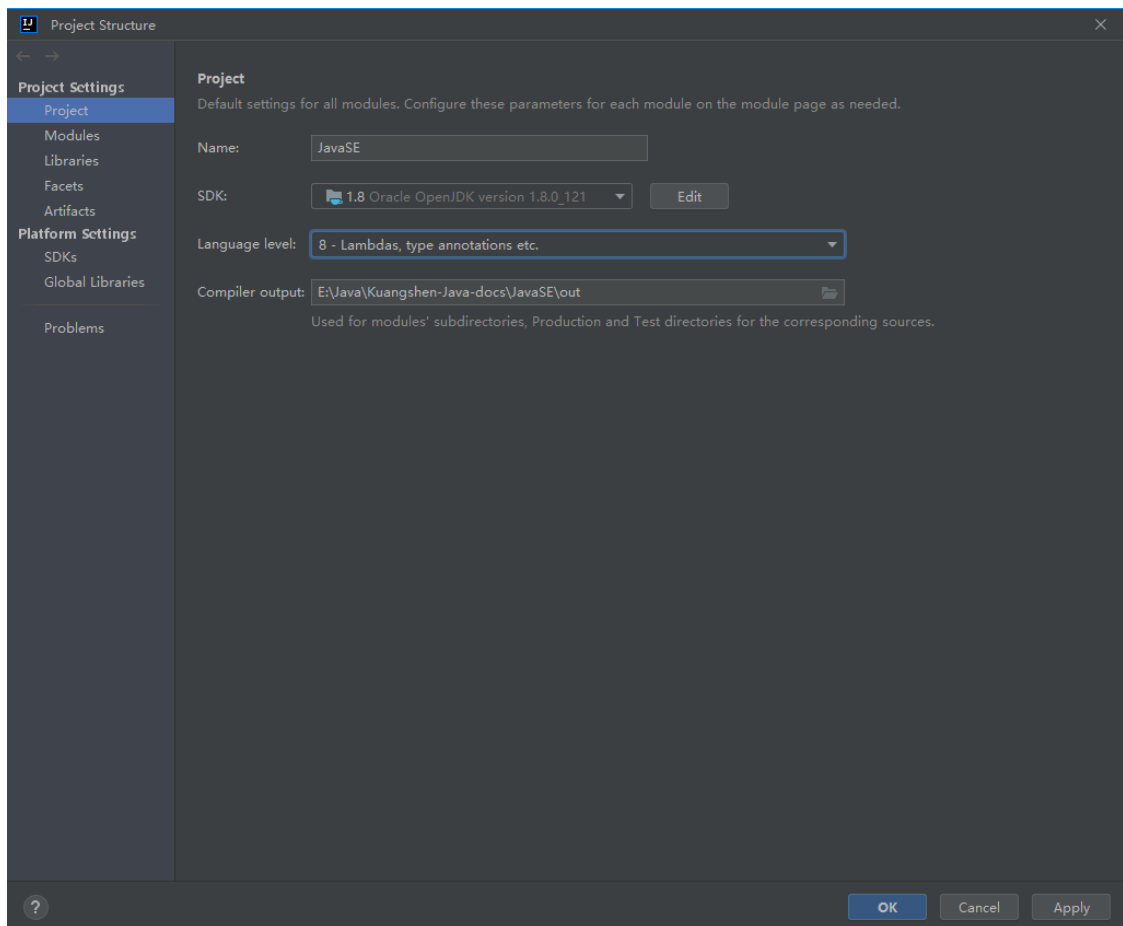 Project Structure
Project Settings
Project
Modules
Libraries
Facets
Artifacts
Platform Settings
SDKs
Global Libraries
Problems
Project
Default settings for all modules. Configure these parameters for each module on the module page as needed.
Name: JavaSE
SDK: 1.8 Oracle OpenJDK version 1.8.0_121 Edit
Language level: 8 - Lambdas, type annotations etc.
Compiler output: E:\Java\Kuangshen-Java-docs\JavaSE\out
Used for modules' subdirectories, Production and Test directories for the corresponding sources.
? OK Cancel Apply